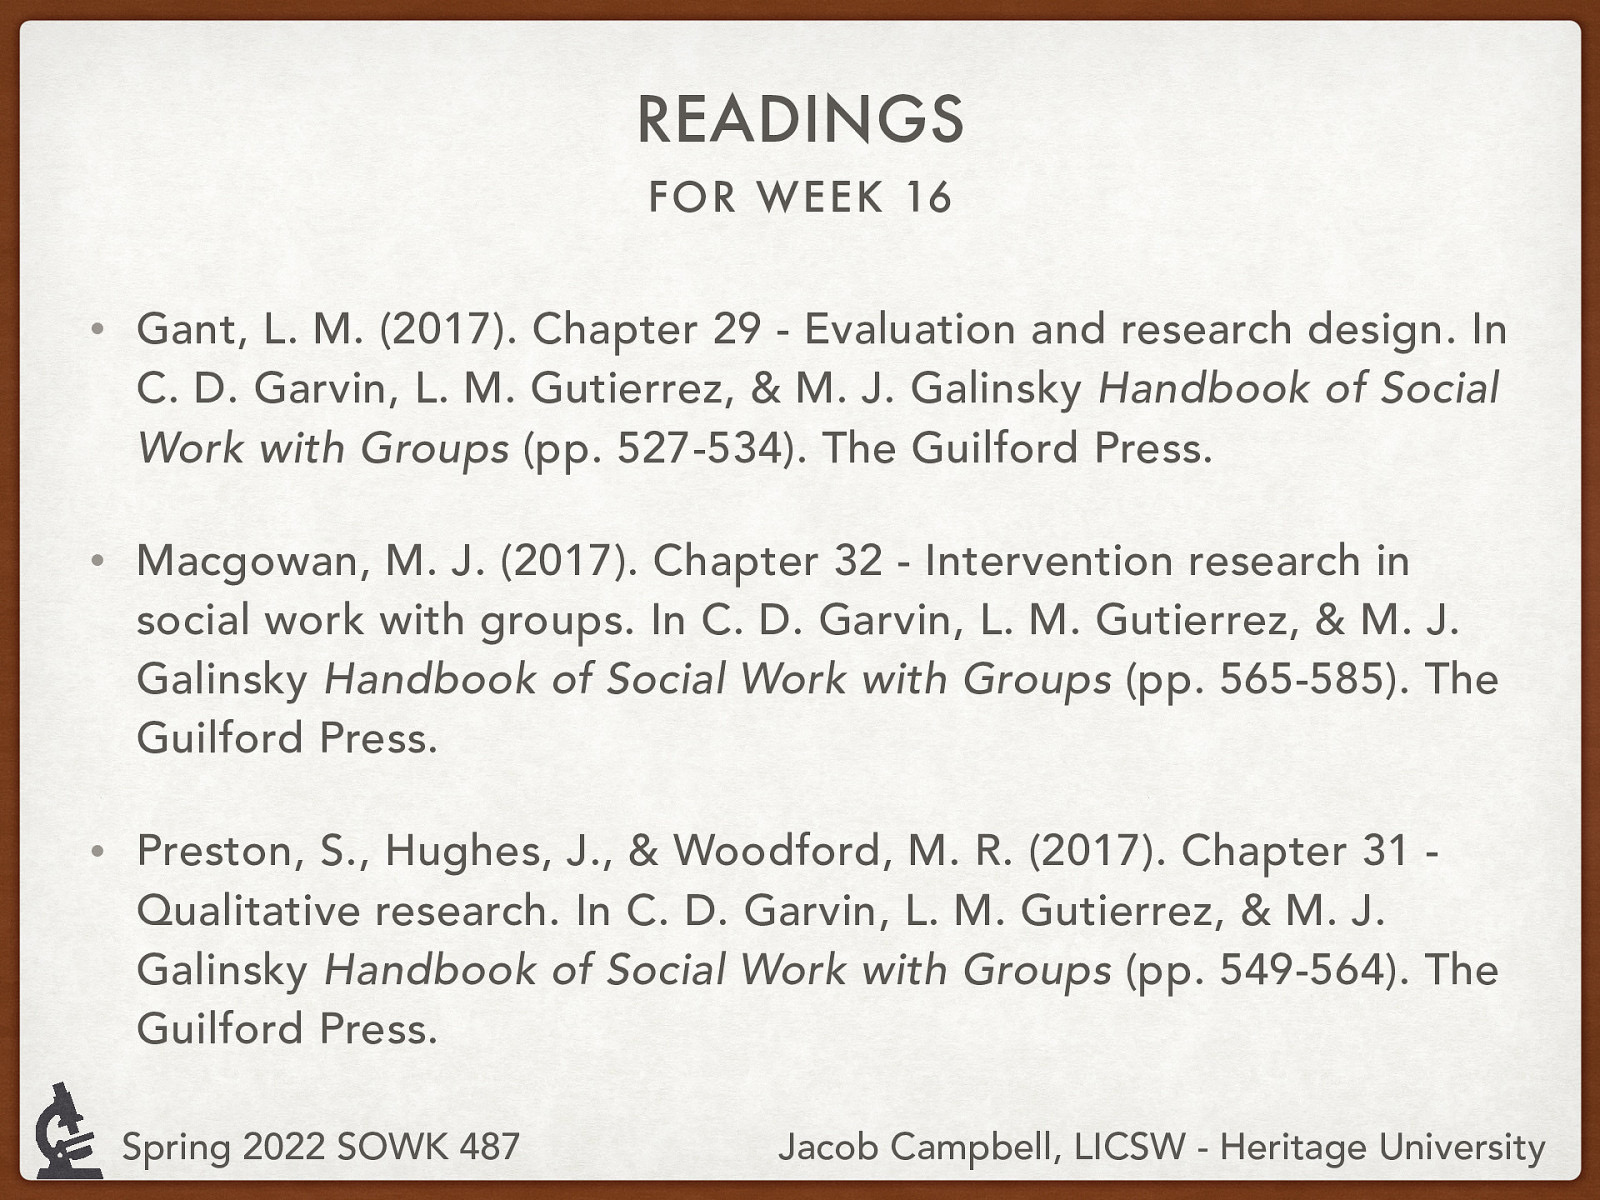 READINGS
FOR WEEK 16
• Gant, L. M. (2017). Chapter 29 - Evaluation and research design. In
C. D. Garvin, L. M. Gutierrez, & M. J. Galinsky Handbook of Social
Work with Groups (pp. 527-534). The Guilford Press.
• Macgowan, M. J. (2017). Chapter 32 - Intervention research in
social work with groups. In C. D. Garvin, L. M. Gutierrez, & M. J.
Galinsky Handbook of Social Work with Groups (pp. 565-585). The
Guilford Press.
• Preston, S., Hughes, J., & Woodford, M. R. (2017). Chapter 31 -
Qualitative research. In C. D. Garvin, L. M. Gutierrez, & M. J.
Galinsky Handbook of Social Work with Groups (pp. 549-564). The
Guilford Press.
Spring 2022 SOWK 487
Jacob Campbell, LICSW - Heritage University